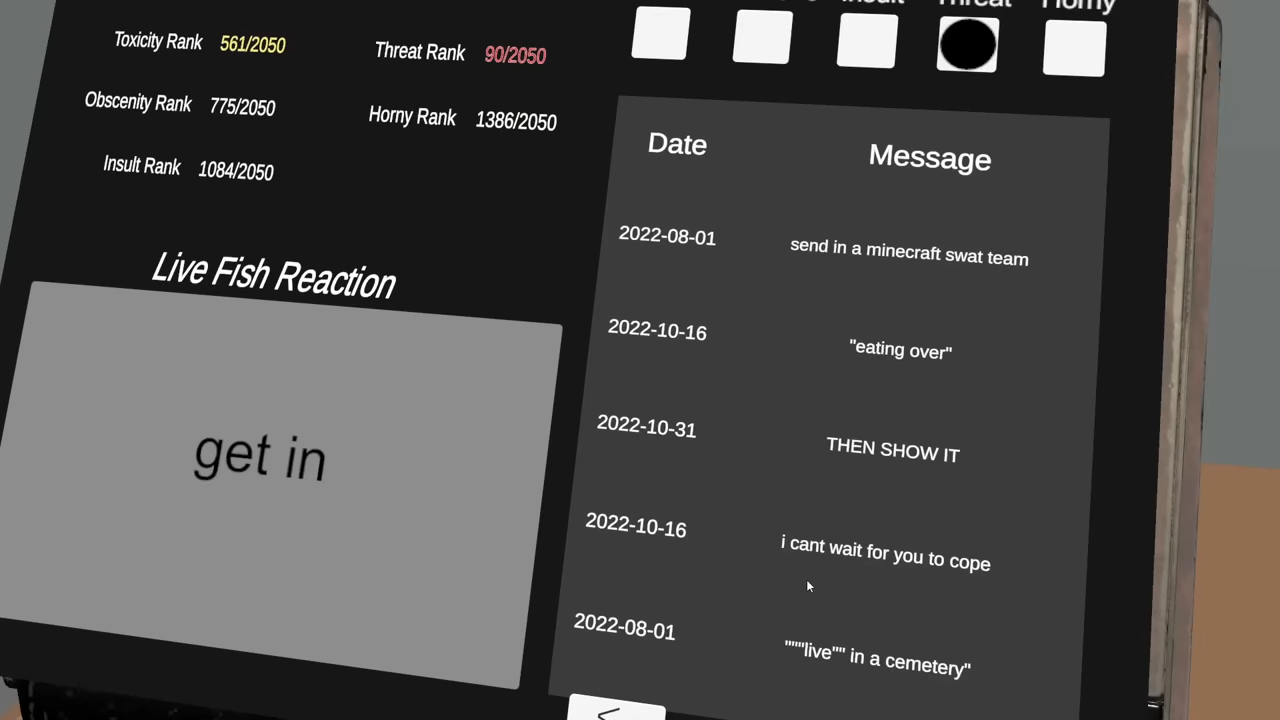 Insult Threat Horny
Toxicity Rank 561/2050 Threat Rank 90/2050
Obscenity Rank 775/2050 Horny Rank 1386/2050
Insult Rank 1084/2050
Live Fish Reaction
get in
Date Message
2022-08-01 send in a minecraft swat team
2022-10-16 "eating over"
2022-10-31 THEN SHOW IT
2022-10-16 i cant wait for you to cope
2022-08-01 """live"" in a cemetery"
<